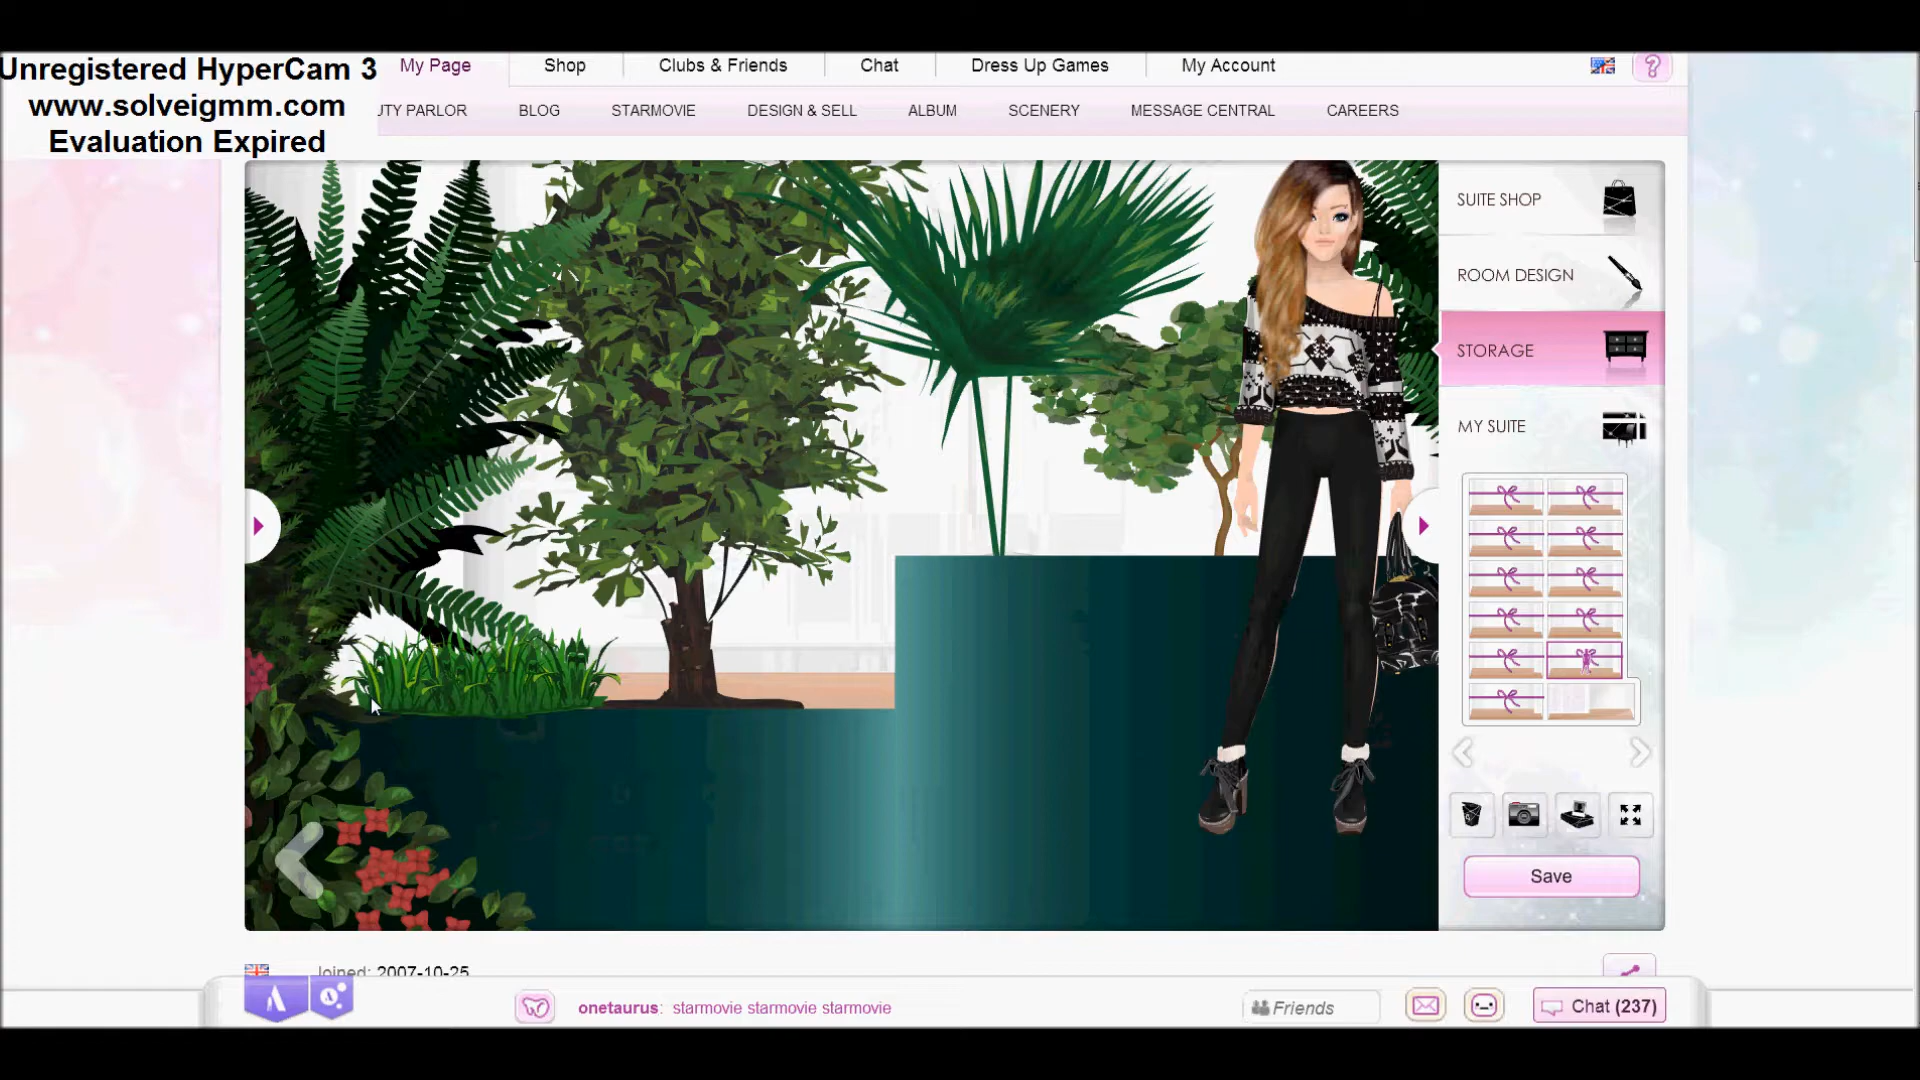 Unregistered HyperCam 3
www.solveigmm.com
Evaluation Expired
My Page Shop Clubs & Friends Chat Dress Up Games My Account ?
UTY PARLOR BLOG STARMOVIE DESIGN & SELL ALBUM SCENERY MESSAGE CENTRAL CAREERS
SUITE SHOP
ROOM DESIGN
STORAGE
MY SUITE
Save
Joined: 2007-10-25
onetaurus: starmovie starmovie starmovie
Friends
Chat (237)